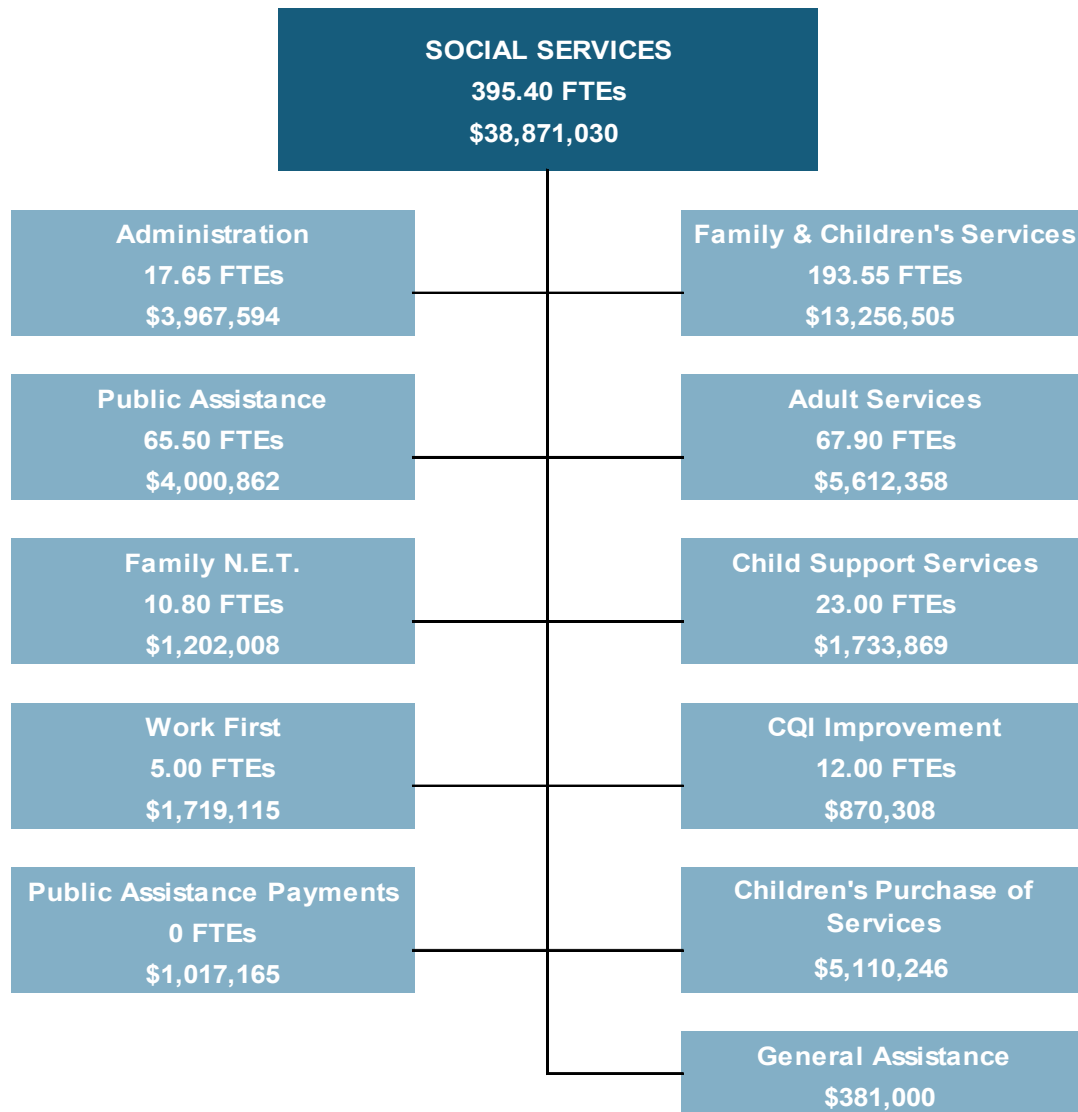 SOCIAL SERVICES
395.40 FTEs
$38,871,030
Administration
17.65 FTEs
$3,967,594
Family & Children's Services
193.55 FTEs
$13,256,505
Public Assistance
65.50 FTEs
$4,000,862
Adult Services
67.90 FTEs
$5,612,358
Family N.E.T.
10.80 FTEs
$1,202,008
Child Support Services
23.00 FTEs
$1,733,869
Work First
5.00 FTEs
$1,719,115
CQI Improvement
12.00 FTEs
$870,308
Public Assistance Payments
0 FTEs
$1,017,165
Children's Purchase of
Services
$5,110,246
General Assistance
$381,000